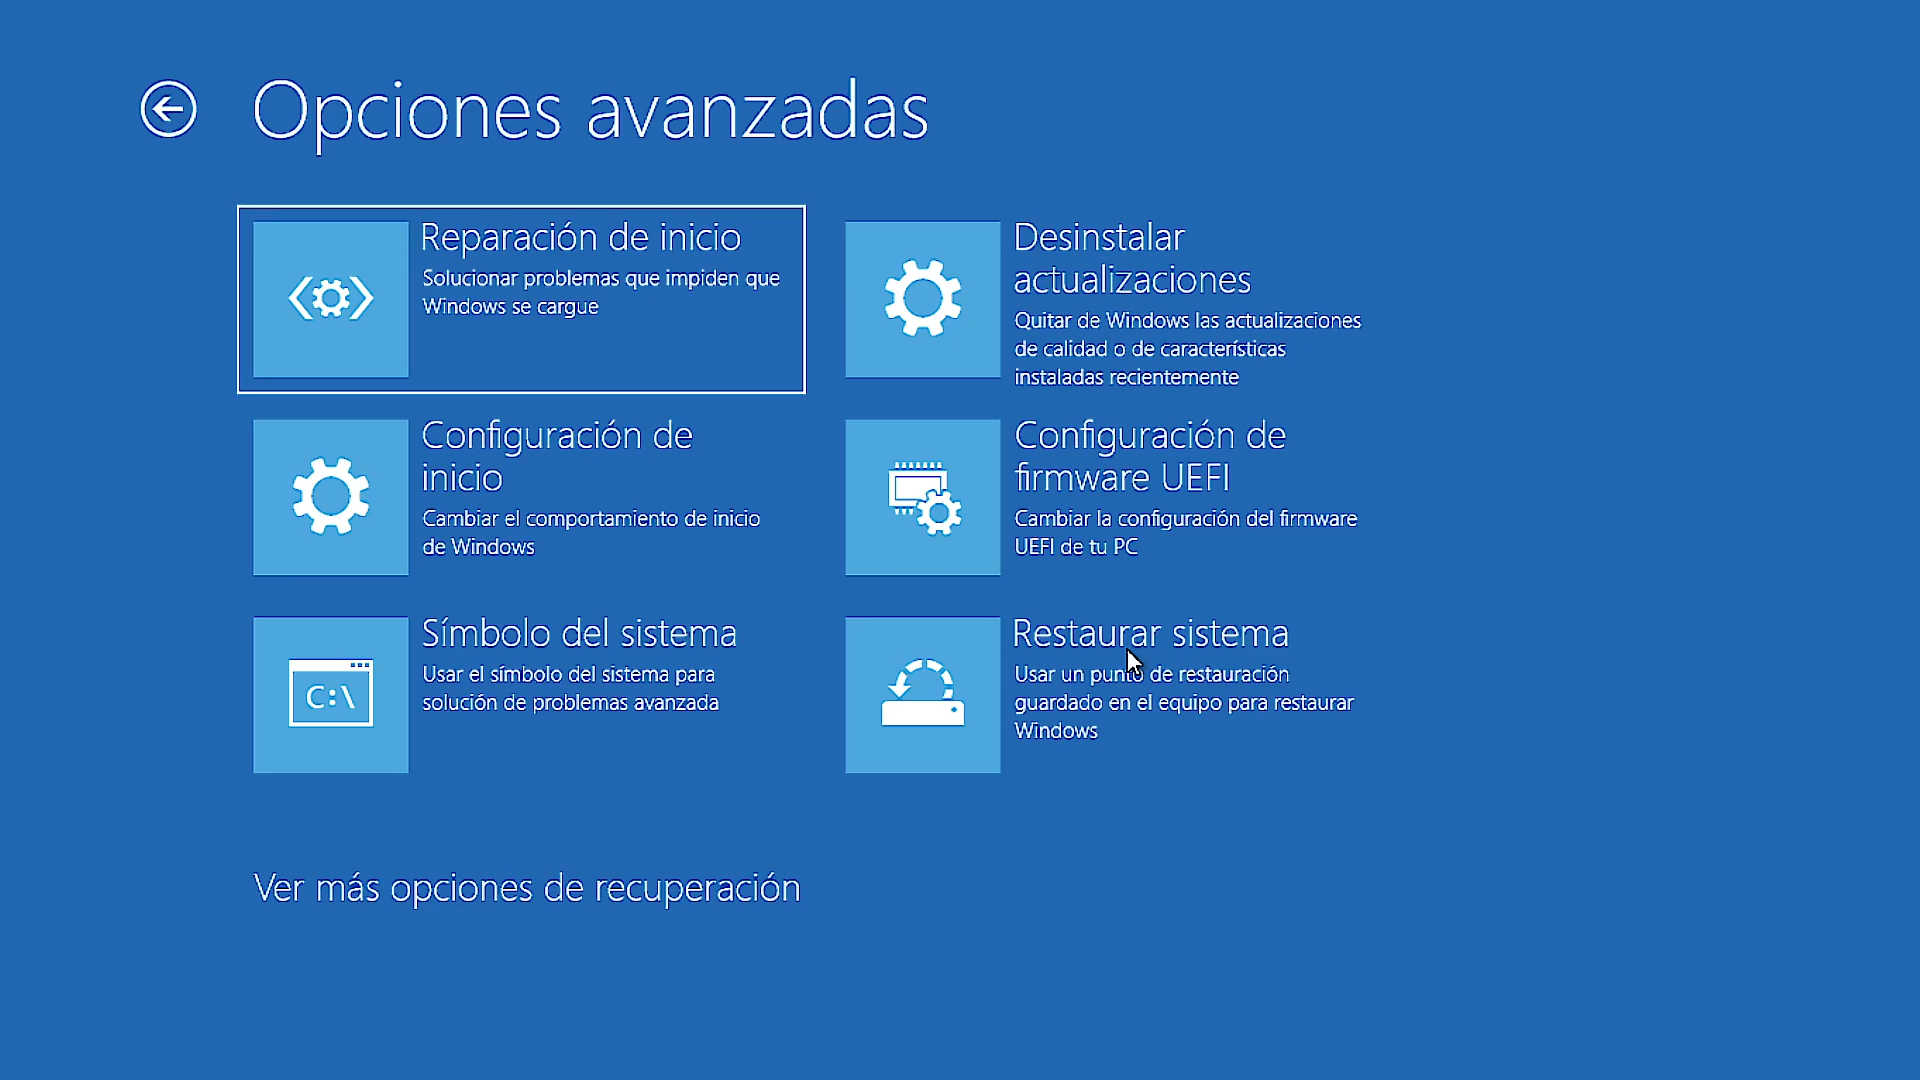 Opciones avanzadas
Reparación de inicio
Solucionar problemas que impiden que
Windows se cargue
Desinstalar
actualizaciones
Quitar de Windows las actualizaciones
de calidad o de características
instaladas recientemente
Configuración de
inicio
Cambiar el comportamiento de inicio
de Windows
Configuración de
firmware UEFI
Cambiar la configuración del firmware
UEFI de tu PC
C:\
Símbolo del sistema
Usar el símbolo del sistema para
solución de problemas avanzada
Restaurar sistema
Usar un punto de restauración
guardado en el equipo para restaurar
Windows
Ver más opciones de recuperación